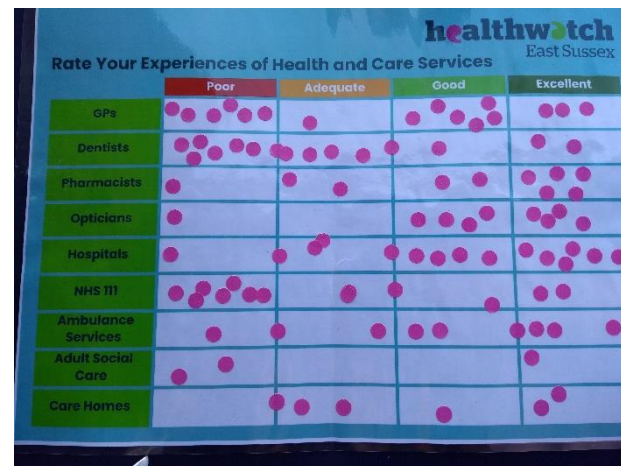 healthwatch
East Sussex
Rate Your Experiences of Health and Care Services
Poor Adequate Good Excellent
GPs
Dentists
Pharmacists
Opticians
Hospitals
NHS 111
Ambulance
Services
Adult Social
Care
Care Homes